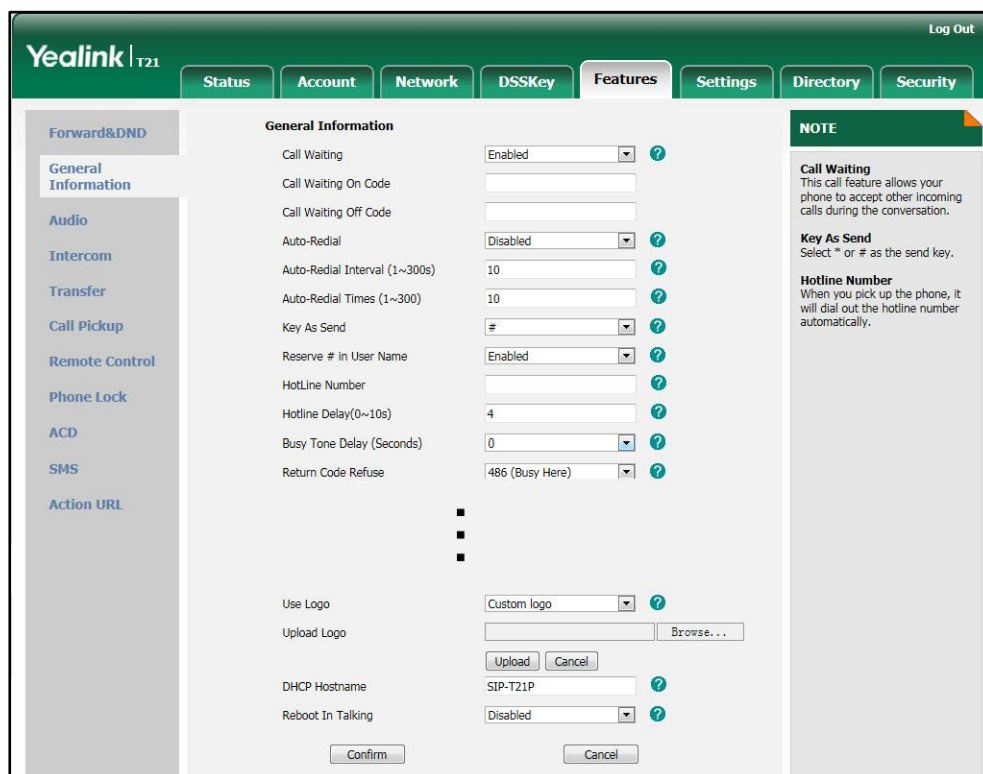 Log Out
Yealink | T21
Status Account Network DSSKey Features Settings Directory Security
Forward&DND
General
Information
Audio
Intercom
Transfer
Call Pickup
Remote Control
Phone Lock
ACD
SMS
Action URL
General Information
Call Waiting Enabled ?
Call Waiting On Code
Call Waiting Off Code
Auto-Redial Disabled ?
Auto-Redial Interval (1~300s) 10 ?
Auto-Redial Times (1~300) 10 ?
Key As Send # ?
Reserve # in User Name Enabled ?
HotLine Number ?
Hotline Delay(0~10s) 4 ?
Busy Tone Delay (Seconds) 0 ?
Return Code Refuse 486 (Busy Here) ?
Use Logo Custom logo ?
Upload Logo Browse...
Upload Cancel
DHCP Hostname SIP-T21P ?
Reboot In Talking Disabled ?
Confirm Cancel
NOTE
Call Waiting
This call feature allows your
phone to accept other incoming
calls during the conversation.
Key As Send
Select * or # as the send key.
Hotline Number
When you pick up the phone, it
will dial out the hotline number
automatically.